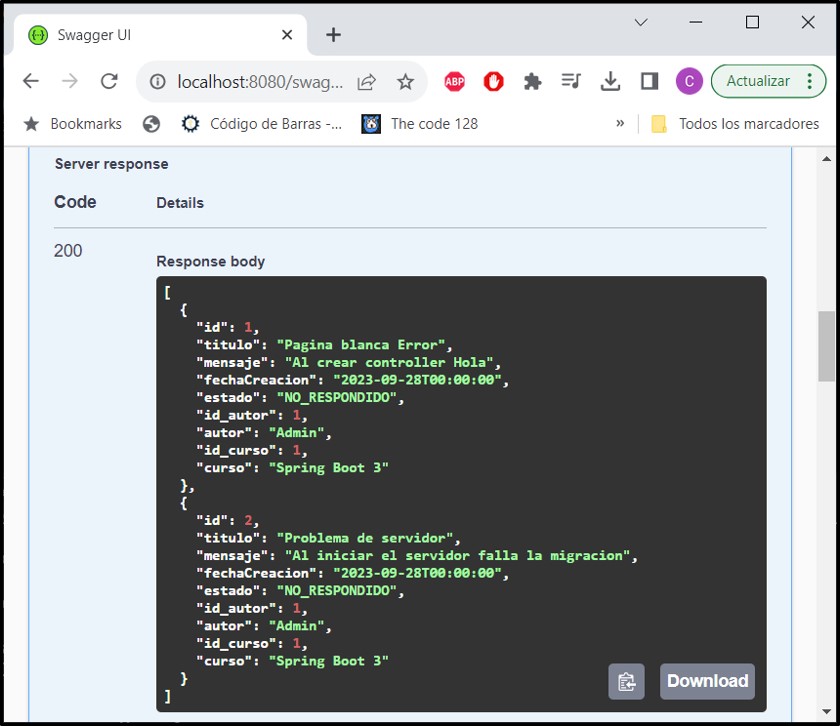 Swagger UI
localhost:8080/swag...
ABP
C
Actualizar
Bookmarks
Código de Barras -...
The code 128
»
Todos los marcadores
Server response
Code
Details
200
Response body
[
  {
    "id": 1,
    "titulo": "Pagina blanca Error",
    "mensaje": "Al crear controller Hola",
    "fechaCreacion": "2023-09-28T00:00:00",
    "estado": "NO_RESPONDIDO",
    "id_autor": 1,
    "autor": "Admin",
    "id_curso": 1,
    "curso": "Spring Boot 3"
  },
  {
    "id": 2,
    "titulo": "Problema de servidor",
    "mensaje": "Al iniciar el servidor falla la migracion",
    "fechaCreacion": "2023-09-28T00:00:00",
    "estado": "NO_RESPONDIDO",
    "id_autor": 1,
    "autor": "Admin",
    "id_curso": 1,
    "curso": "Spring Boot 3"
  }
]
Download